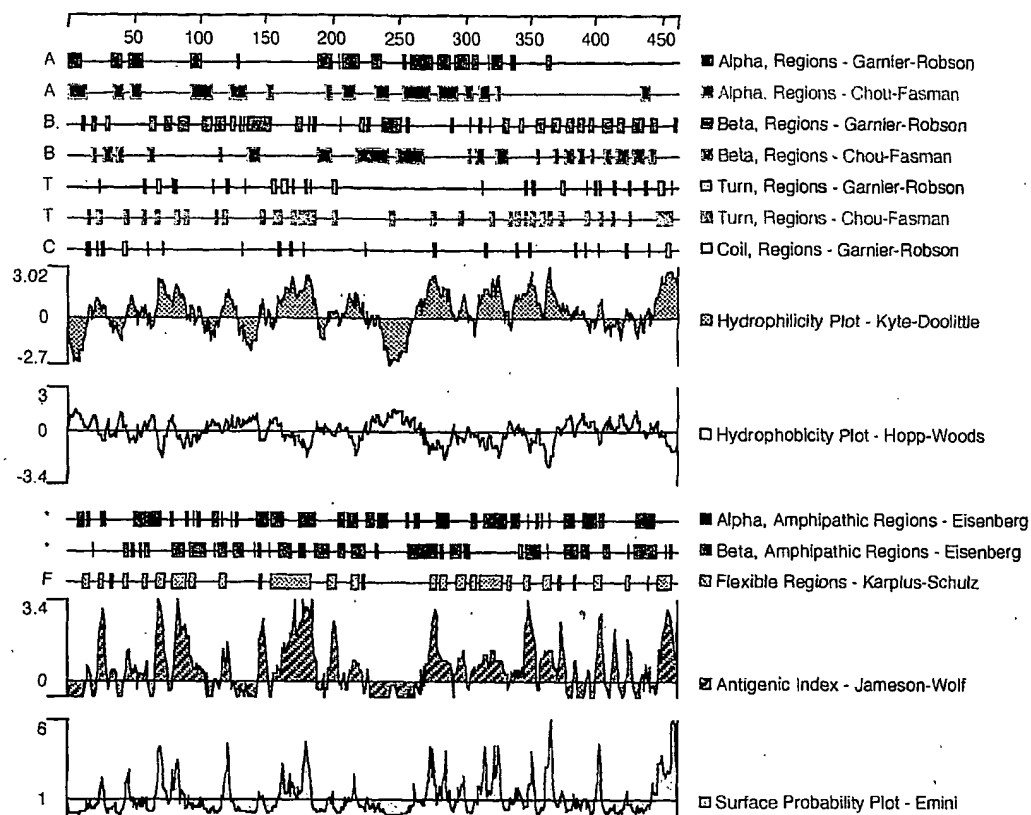 50 100 150 200 250 300 350 400 450
A Alpha, Regions - Garnier-Robson
A Alpha, Regions - Chou-Fasman
B. Beta, Regions - Garnier-Robson
B Beta, Regions - Chou-Fasman
T Turn, Regions - Garnier-Robson
T Turn, Regions - Chou-Fasman
C Coil, Regions - Garnier-Robson
3.02
0 Hydrophilicity Plot - Kyte-Doolittle
-2.7
3
0 Hydrophobicity Plot - Hopp-Woods
-3.4
* Alpha, Amphipathic Regions - Eisenberg
* Beta, Amphipathic Regions - Eisenberg
F Flexible Regions - Karplus-Schulz
3.4
0 Antigenic Index - Jameson-Wolf
6
1 Surface Probability Plot - Emini